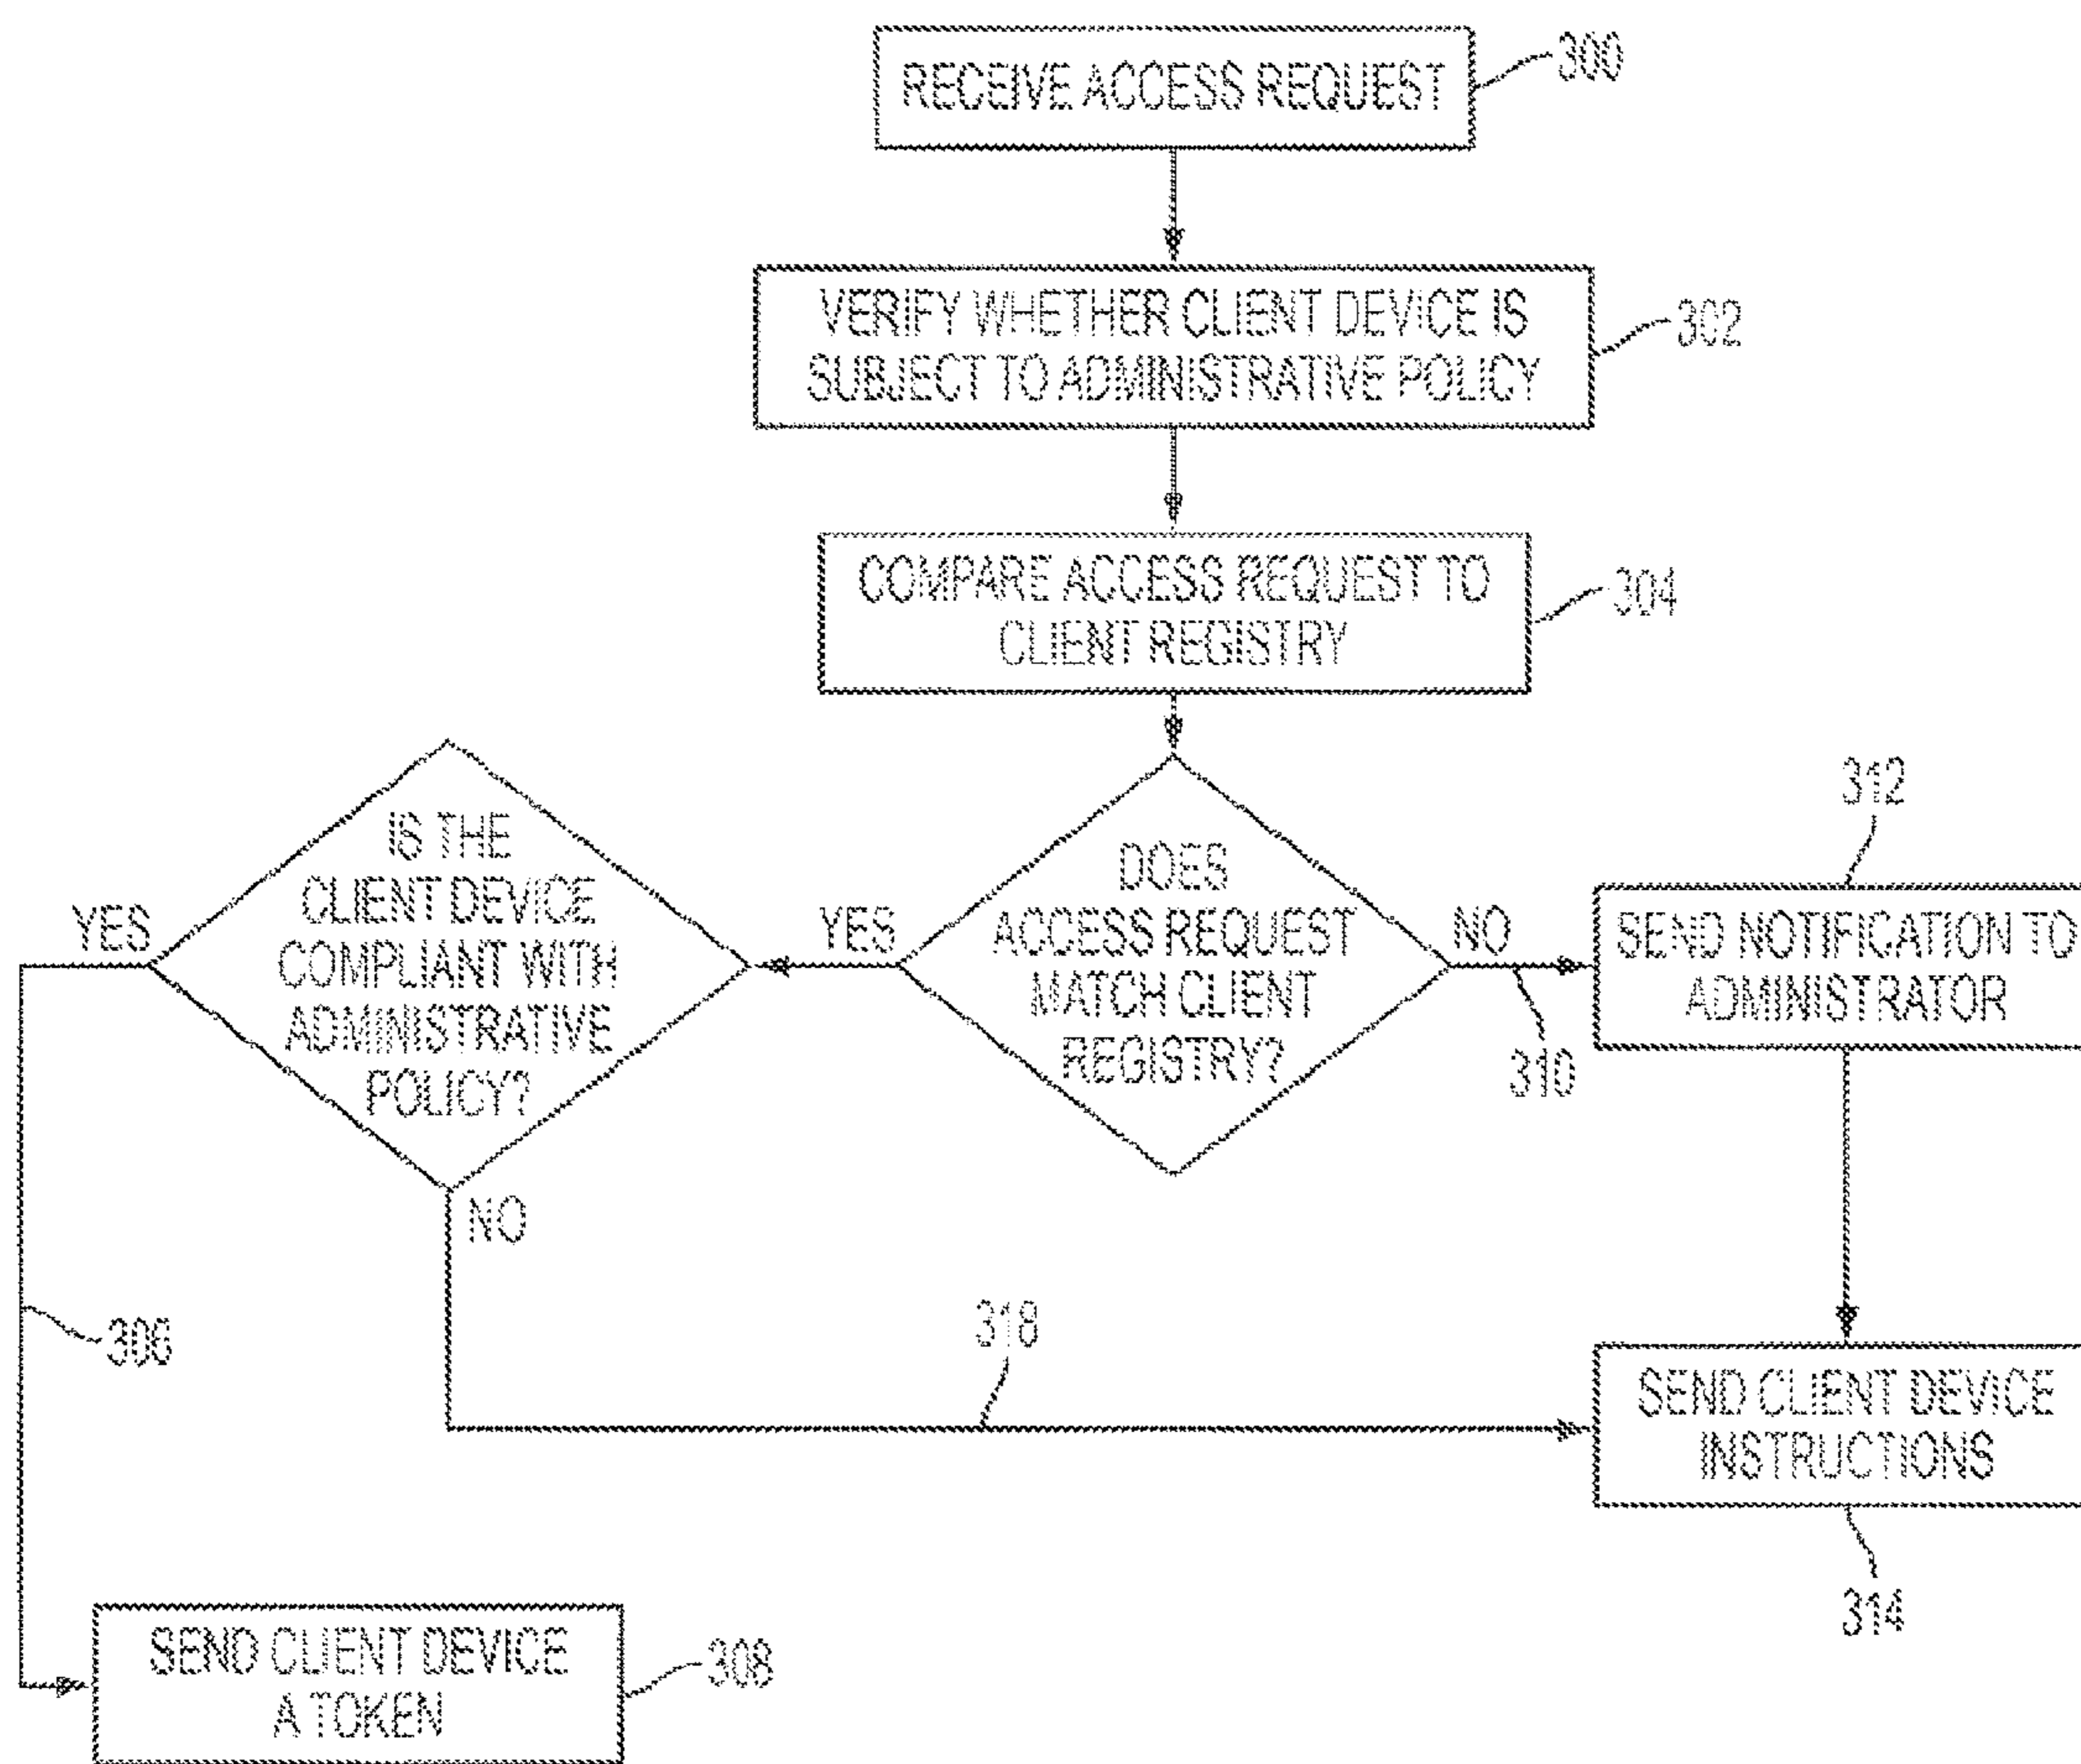 RECEIVE ACCESS REQUEST
300
VERIFY WHETHER CLIENT DEVICE IS
SUBJECT TO ADMINISTRATIVE POLICY
302
COMPARE ACCESS REQUEST TO
CLIENT REGISTRY
304
IS THE
CLIENT DEVICE
COMPLIANT WITH
ADMINISTRATIVE
POLICY?
YES
NO
DOES
ACCESS REQUEST
MATCH CLIENT
REGISTRY?
YES
NO
310
312
SEND NOTIFICATION TO
ADMINISTRATOR
306
318
SEND CLIENT DEVICE
INSTRUCTIONS
314
SEND CLIENT DEVICE
A TOKEN
308